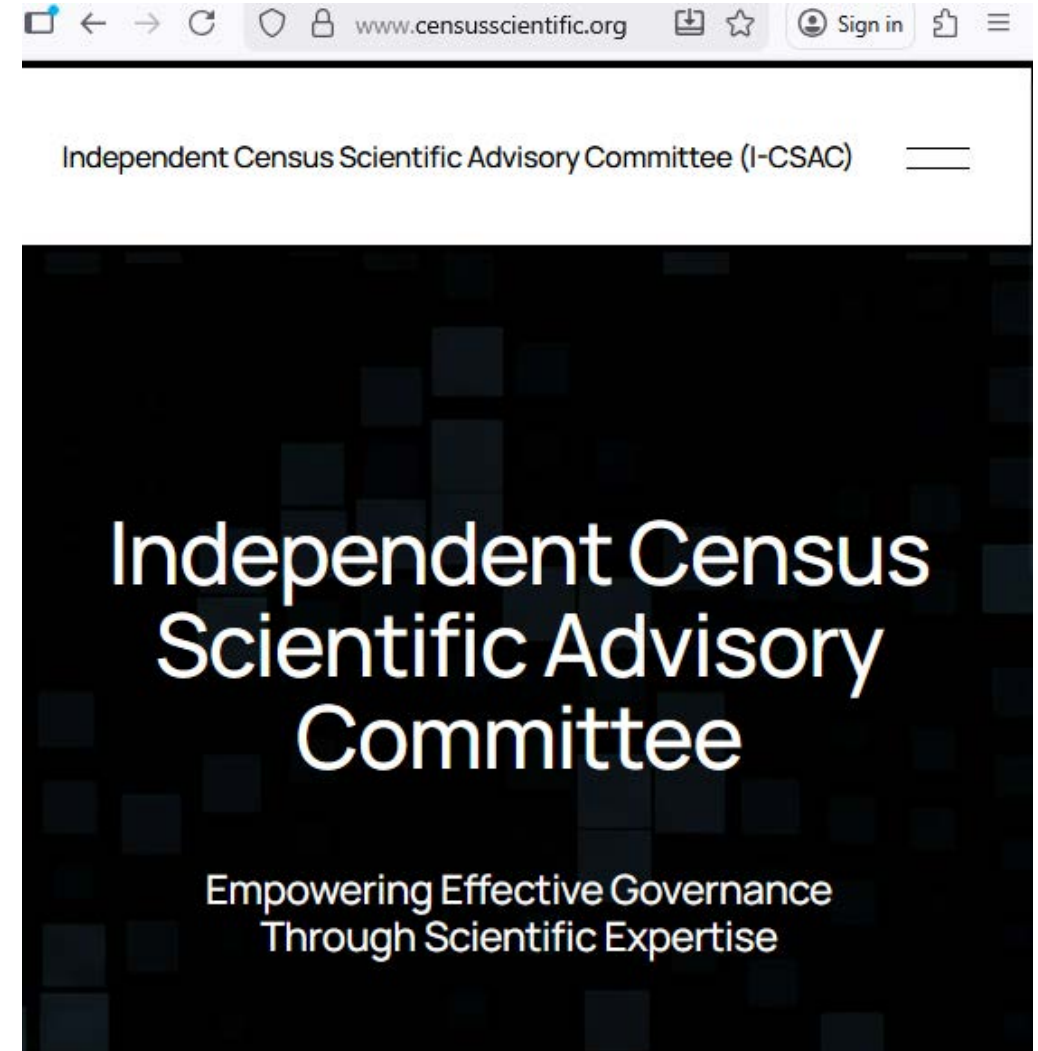 www.censusscientific.org Sign in
Independent Census Scientific Advisory Committee (I-CSAC)
Independent Census
Scientific Advisory
Committee
Empowering Effective Governance
Through Scientific Expertise